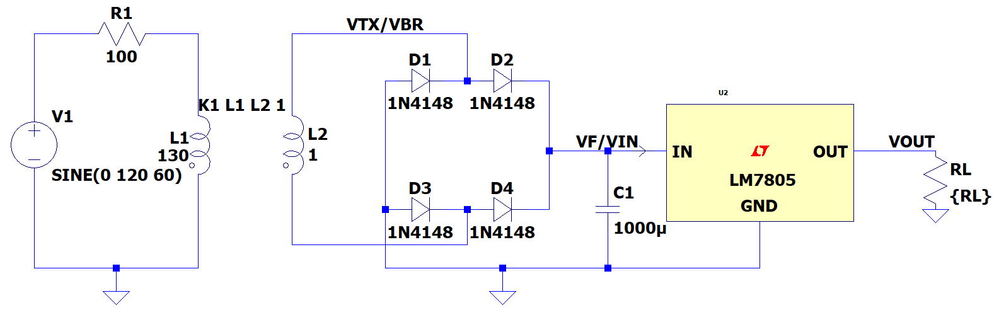 R1
100
VTX/VBR
D1
D2
1N4148
1N4148
K1 L1 L2 1
V1
L1
130
L2
1
SINE(0 120 60)
VF/VIN
U2
IN
OUT
LM7805
GND
VOUT
RL
{RL}
D3
D4
1N4148
1N4148
C1
1000µ